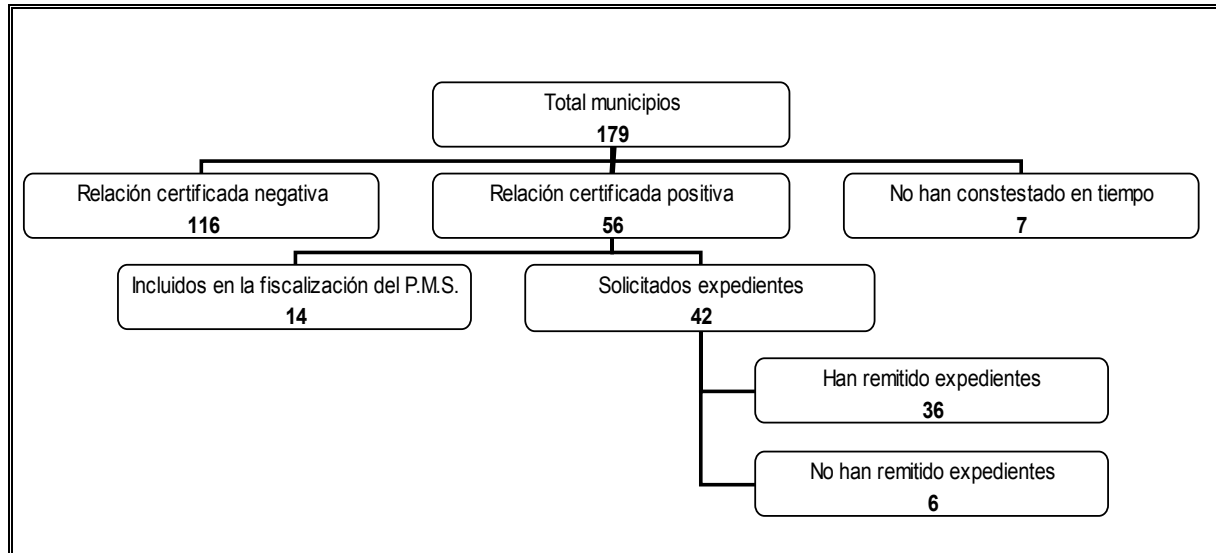 Total municipios
179
Relación certificada negativa
116
Relación certificada positiva
56
No han constestado en tiempo
7
Incluidos en la fiscalización del P.M.S.
14
Solicitados expedientes
42
Han remitido expedientes
36
No han remitido expedientes
6